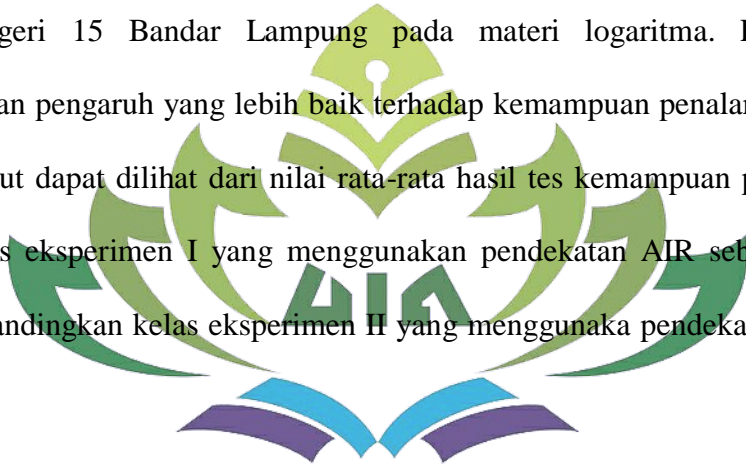 geri 15 Bandar Lampung pada materi logaritma.
an pengaruh yang lebih baik terhadap kemampuan penalar
ut dapat dilihat dari nilai rata-rata hasil tes kemampuan p
s eksperimen I yang menggunakan pendekatan AIR seb
andingkan kelas eksperimen II yang menggunaka pendeka
UIN